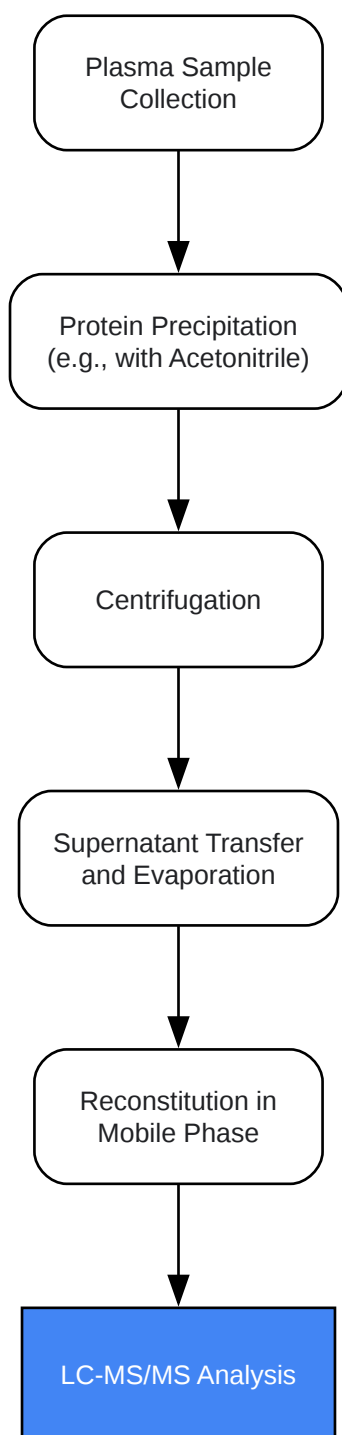 Plasma Sample
Collection
Protein Precipitation
(e.g., with Acetonitrile)
Centrifugation
Supernatant Transfer
and Evaporation
Reconstitution in
Mobile Phase
LC-MS/MS Analysis